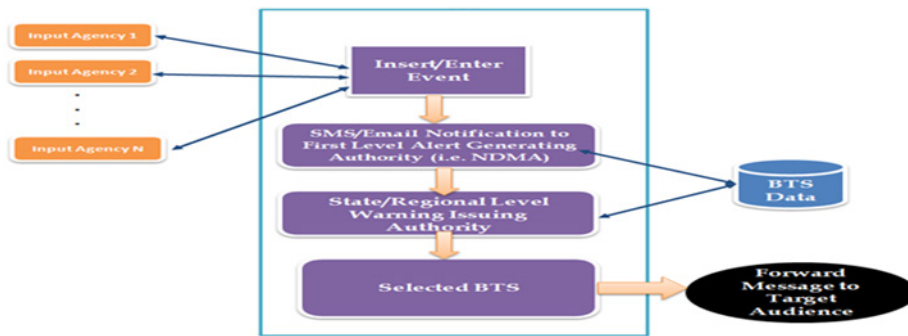 Input Agency 1
Input Agency 2
Input Agency N
Insert/Enter
Event
SMS/Email Notification to
First Level Alert Generating
Authority (i.e. NDMA)
State/Regional Level
Warning Issuing
Authority
Selected BTS
BTS
Data
Forward
Message to
Target
Audience